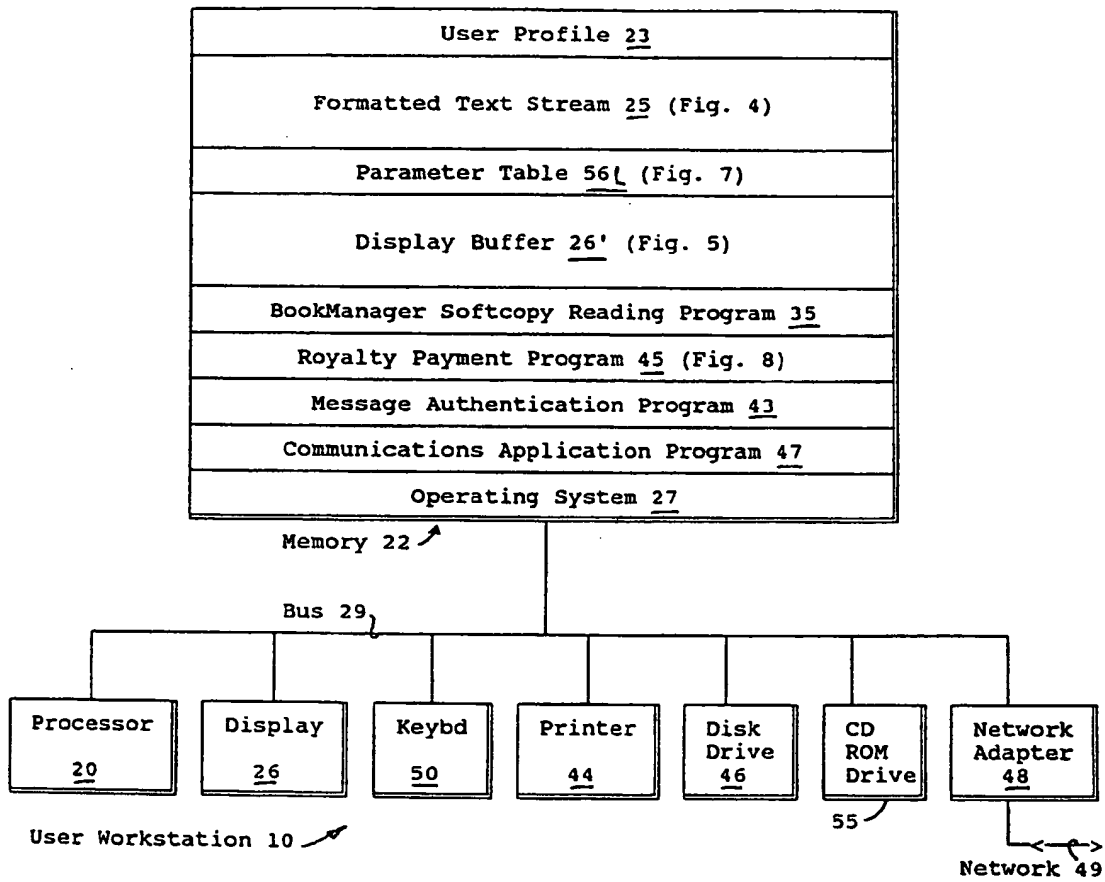 User Profile 23
Formatted Text Stream 25 (Fig. 4)
Parameter Table 56 (Fig. 7)
Display Buffer 26' (Fig. 5)
BookManager Softcopy Reading Program 35
Royalty Payment Program 45 (Fig. 8)
Message Authentication Program 43
Communications Application Program 47
Operating System 27
Memory 22
Bus 29
Processor
20
Display
26
Keybd
50
Printer
44
Disk
Drive
46
CD
ROM
Drive
55
Network
Adapter
48
User Workstation 10
Network 49